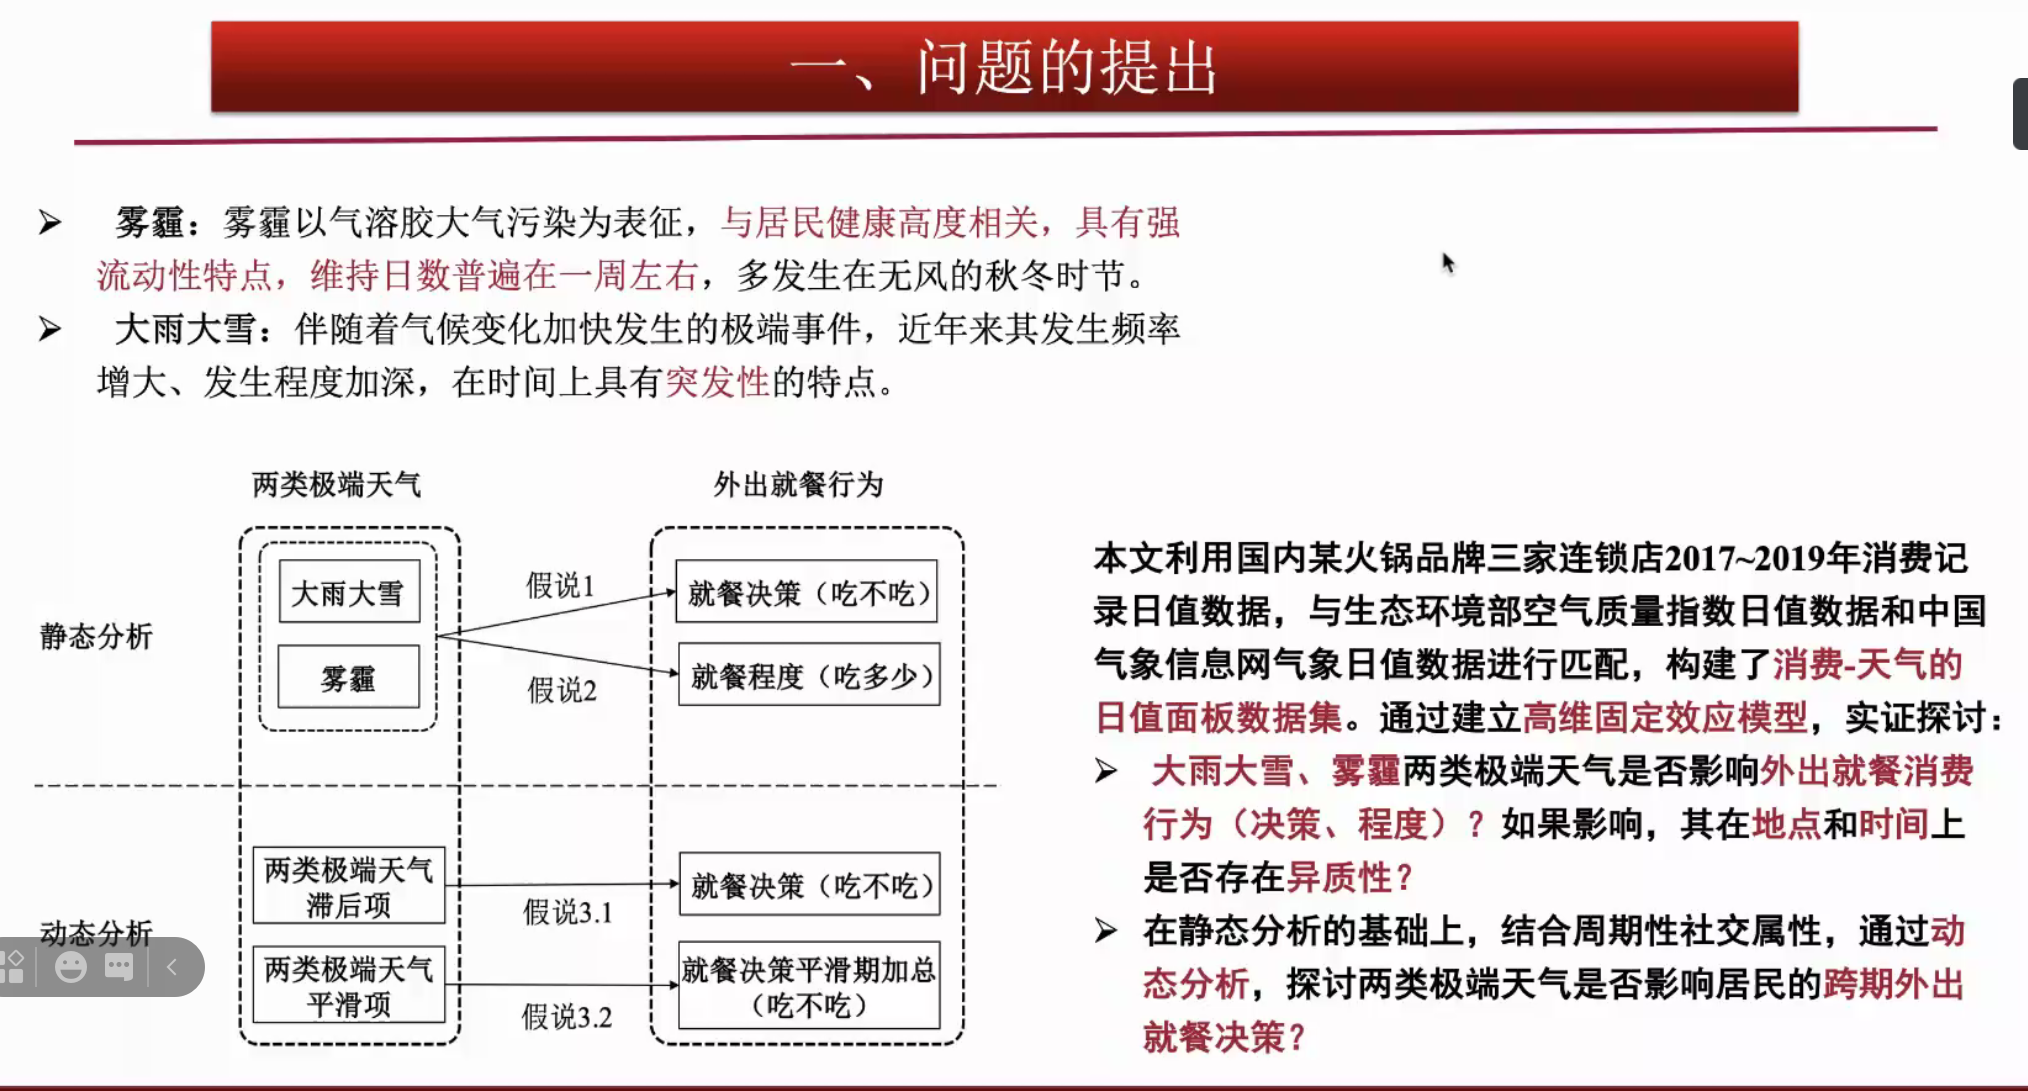 一、问题的提出
雾霾：雾霾以气溶胶大气污染为表征，与居民健康高度相关，具有强
流动性特点，维持日数普遍在一周左右，多发生在无风的秋冬时节。
大雨大雪：伴随着气候变化加快发生的极端事件，近年来其发生频率
增大、发生程度加深，在时间上具有突发性的特点。
两类极端天气
外出就餐行为
静态分析
大雨大雪
雾霾
假说1
假说2
就餐决策（吃不吃）
就餐程度（吃多少）
动态分析
两类极端天气
滞后项
假说3.1
就餐决策（吃不吃）
两类极端天气
平滑项
假说3.2
就餐决策平滑期加总
（吃不吃）
本文利用国内某火锅品牌三家连锁店2017~2019年消费记
录日值数据，与生态环境部空气质量指数日值数据和中国
气象信息网气象日值数据进行匹配，构建了消费-天气的
日值面板数据集。通过建立高维固定效应模型，实证探讨：
大雨大雪、雾霾两类极端天气是否影响外出就餐消费
行为（决策、程度）？如果影响，其在地点和时间上
是否存在异质性？
在静态分析的基础上，结合周期性社交属性，通过动
态分析，探讨两类极端天气是否影响居民的跨期外出
就餐决策？